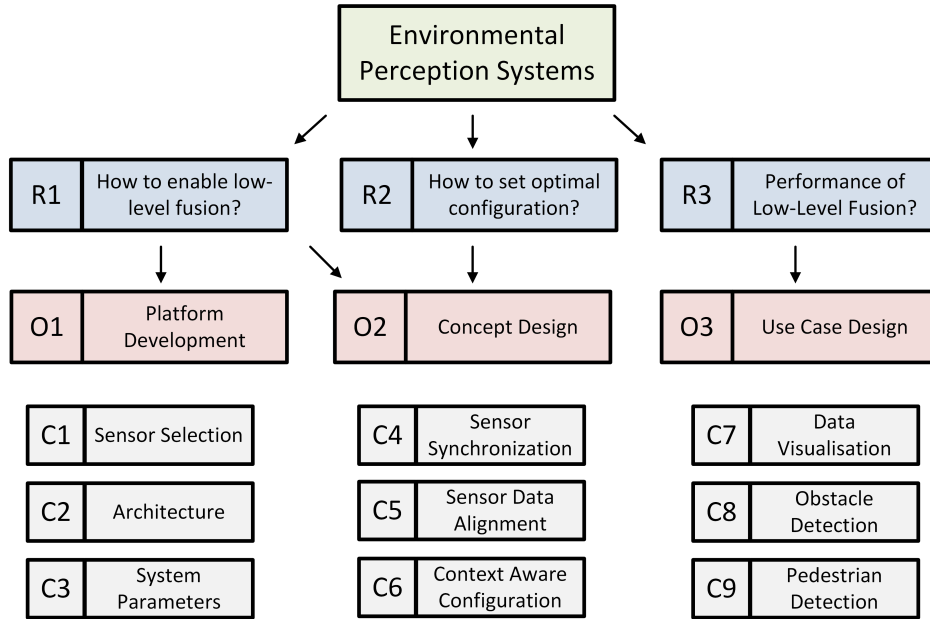 Environmental
Perception Systems
R1
How to enable low-
level fusion?
R2
How to set optimal
configuration?
R3
Performance of
Low-Level Fusion?
O1
Platform
Development
O2
Concept Design
O3
Use Case Design
C1
Sensor Selection
C4
Sensor
Synchronization
C7
Data
Visualisation
C2
Architecture
C5
Sensor Data
Alignment
C8
Obstacle
Detection
C3
System
Parameters
C6
Context Aware
Configuration
C9
Pedestrian
Detection